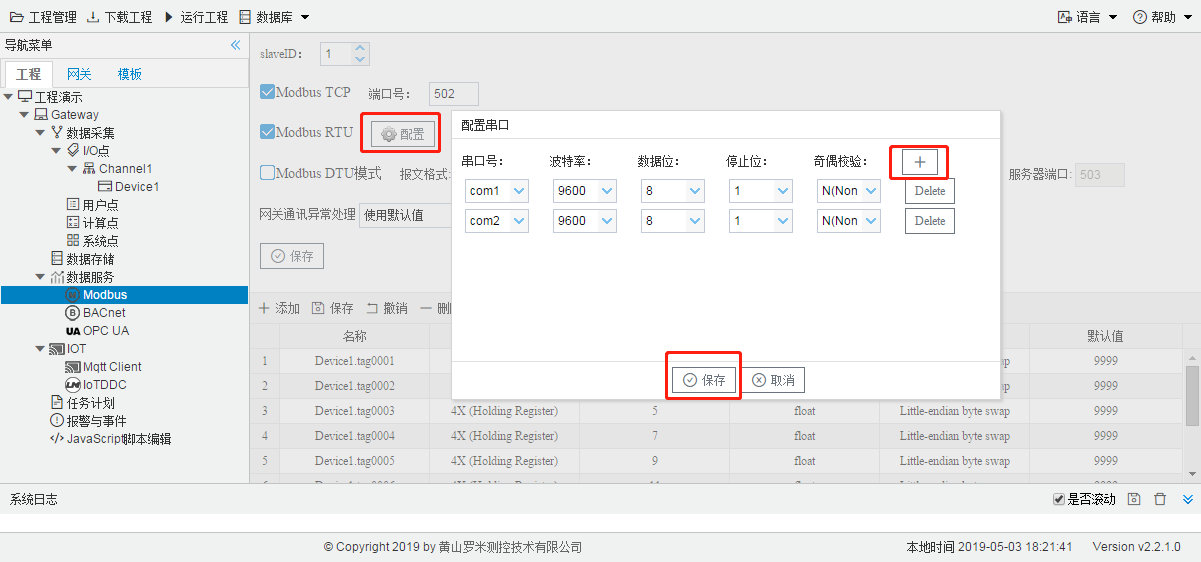 工程管理 下载工程 运行工程 数据库 语言 帮助
导航菜单
工程 网关 模板
工程演示
Gateway
数据采集
I/O点
Channel1
Device1
用户点
计算点
系统点
数据存储
数据服务
Modbus
BACnet
OPC UA
IOT
Mqtt Client
IoTDDC
任务计划
报警与事件
JavaScript脚本编辑
slaveID: 1
Modbus TCP 端口号: 502
Modbus RTU 配置
Modbus DTU模式 报文格式: 服务器端口: 503
网关通讯异常处理 使用默认值
保存
配置串口
串口号: 波特率: 数据位: 停止位: 奇偶校验:
com1 9600 8 1 N(Non Delete
com2 9600 8 1 N(Non Delete
保存 取消
添加 保存 撤销
名称 默认值
1 Device1.tag0001 9999
2 Device1.tag0002 9999
3 Device1.tag0003 4X (Holding Register) 5 float Little-endian byte swap 9999
4 Device1.tag0004 4X (Holding Register) 7 float Little-endian byte swap 9999
5 Device1.tag0005 4X (Holding Register) 9 float Little-endian byte swap 9999
系统日志 是否滚动
© Copyright 2019 by 黄山罗米测控技术有限公司 本地时间 2019-05-03 18:21:41 Version v2.2.1.0